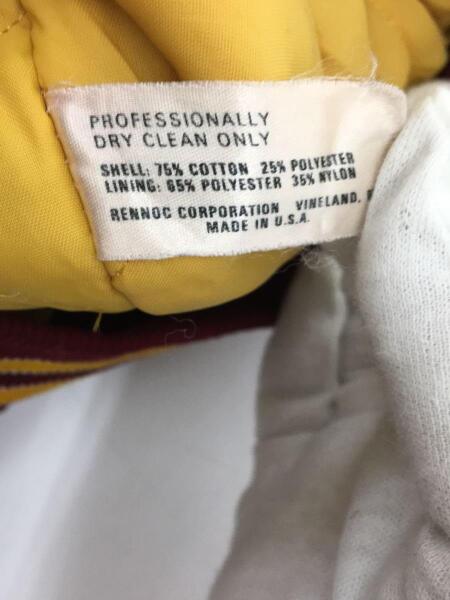 PROFESSIONALLY
DRY CLEAN ONLY
SHELL: 75% COTTON 25% POLYESTER
LINING: 65% POLYESTER 35% NYLON
RENNOC CORPORATION VINELAND,
MADE IN U.S.A.